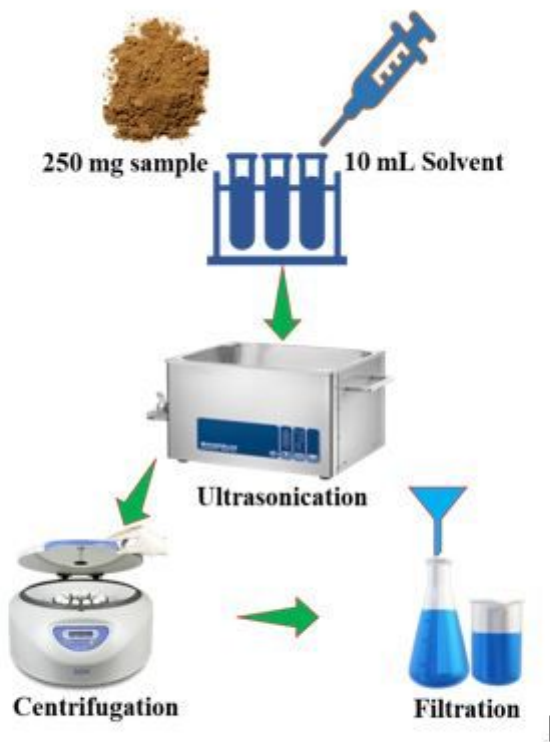 250 mg sample
10 mL Solvent
Ultrasonication
Centrifugation
Filtration